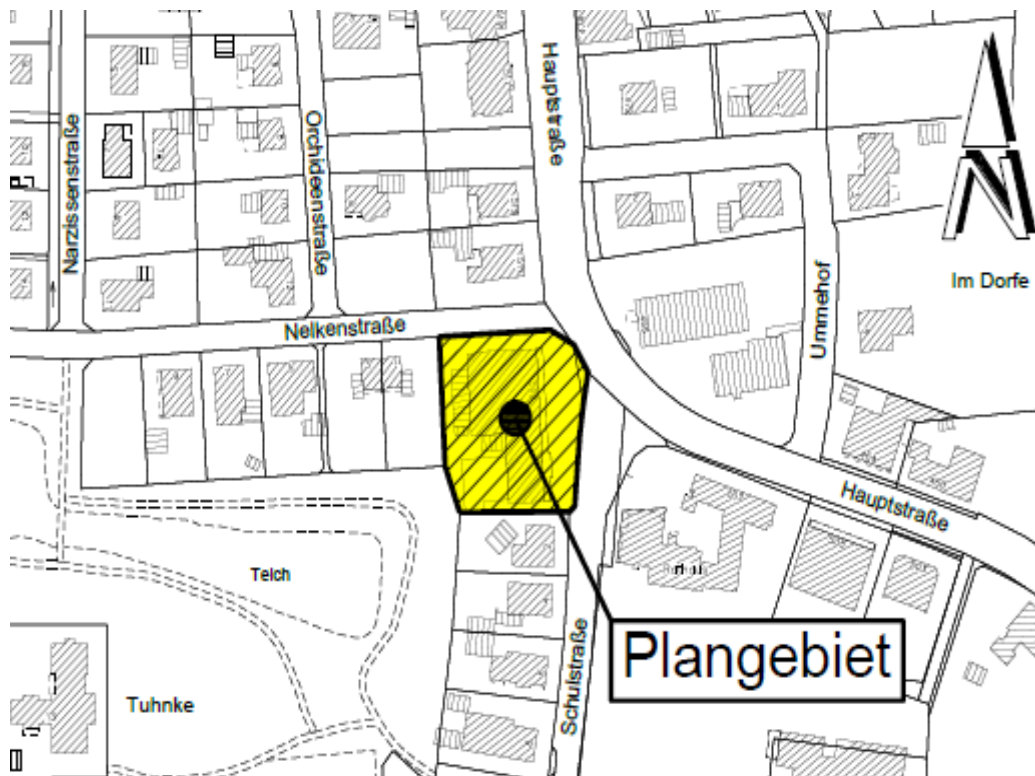 Hauptstraße
Narzissenstraße
Orchideenstraße
N
Im Dorfe
Nelkenstraße
Ummehof
Hauptstraße
Teich
Plangebiet
Schulstraße
Tuhnke